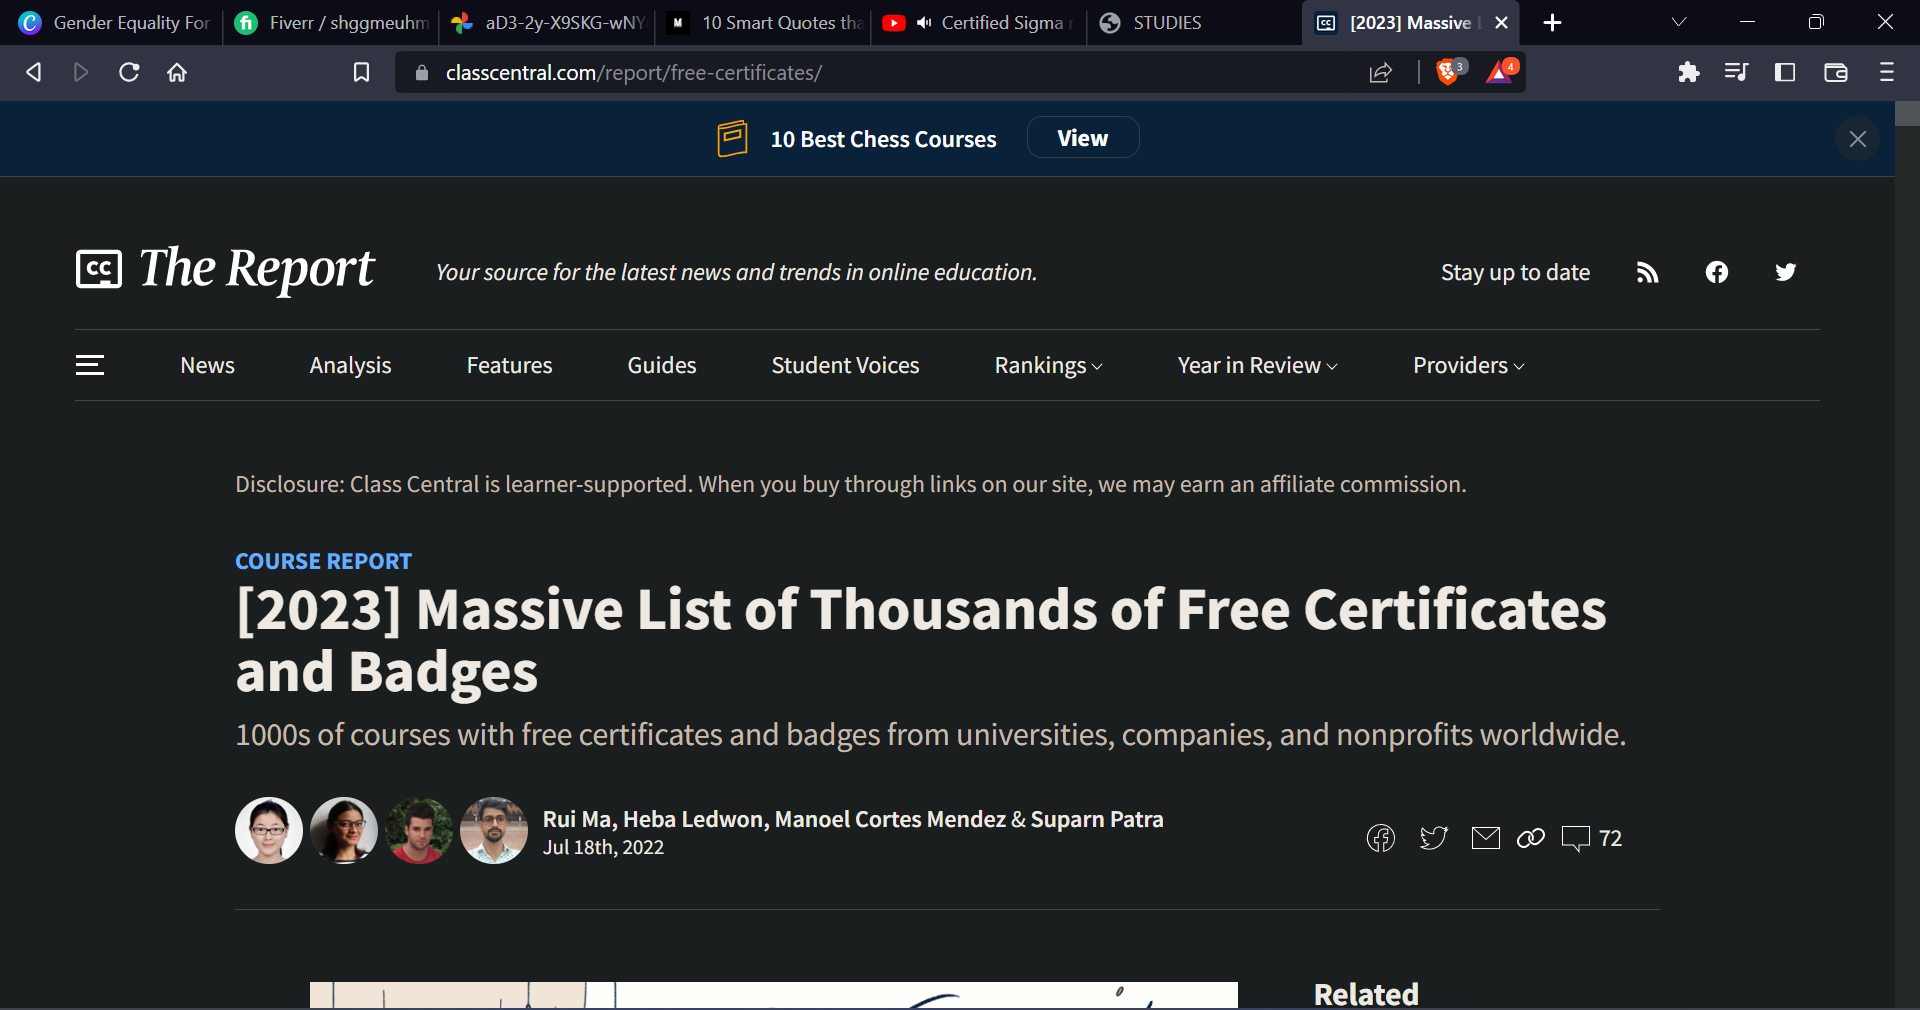 Gender Equality For
Fiverr / shggmeuhm
aD3-2y-X9SKG-wNY
M
10 Smart Quotes tha
Certified Sigma
STUDIES
[2023] Massive
classcentral.com/report/free-certificates/
3
4
10 Best Chess Courses
View
CC The Report
Your source for the latest news and trends in online education.
Stay up to date
News
Analysis
Features
Guides
Student Voices
Rankings
Year in Review
Providers
Disclosure: Class Central is learner-supported. When you buy through links on our site, we may earn an affiliate commission.
COURSE REPORT
[2023] Massive List of Thousands of Free Certificates
and Badges
1000s of courses with free certificates and badges from universities, companies, and nonprofits worldwide.
Rui Ma, Heba Ledwon, Manoel Cortes Mendez & Suparn Patra
Jul 18th, 2022
72
Related